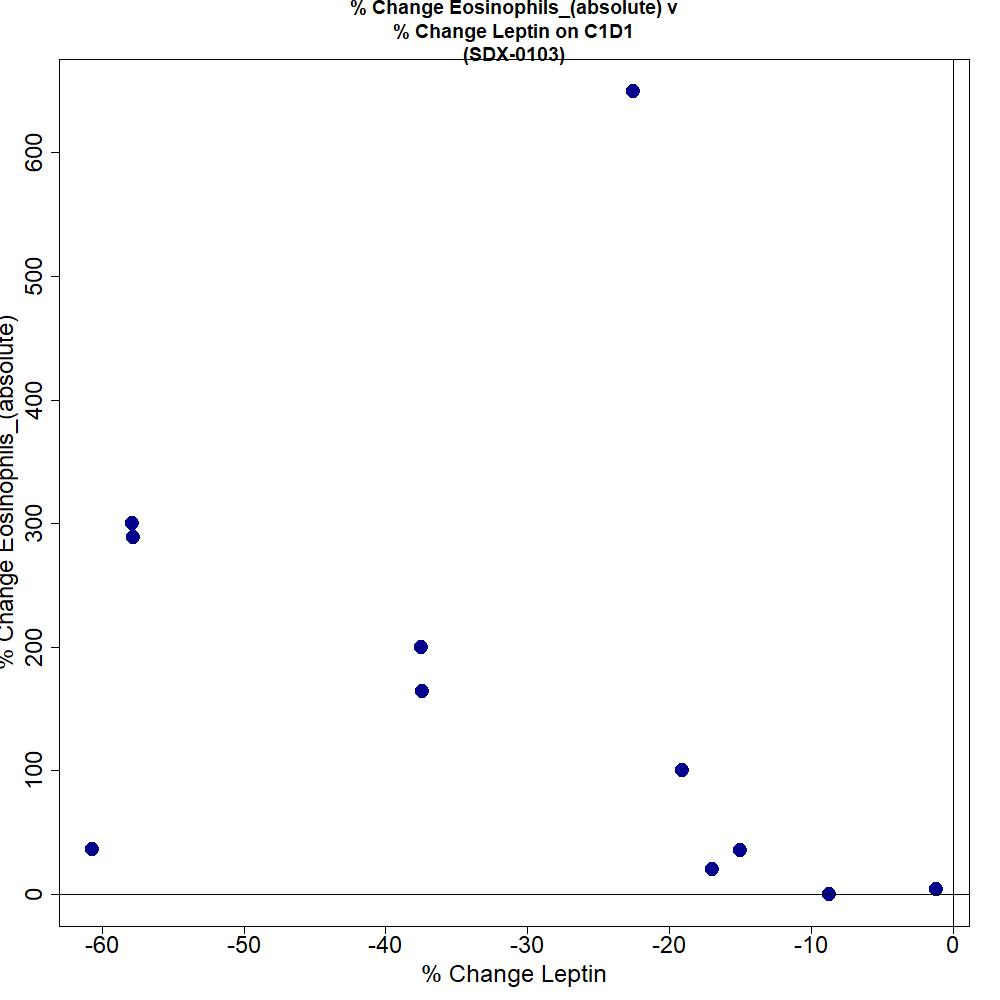 % Change Eosinophils_(absolute) v
% Change Leptin on C1D1
(SDX-0103)
% Change Eosinophils_(absolute)
600
500
400
300
200
100
0
-60
-50
-40
-30
-20
-10
0
% Change Leptin